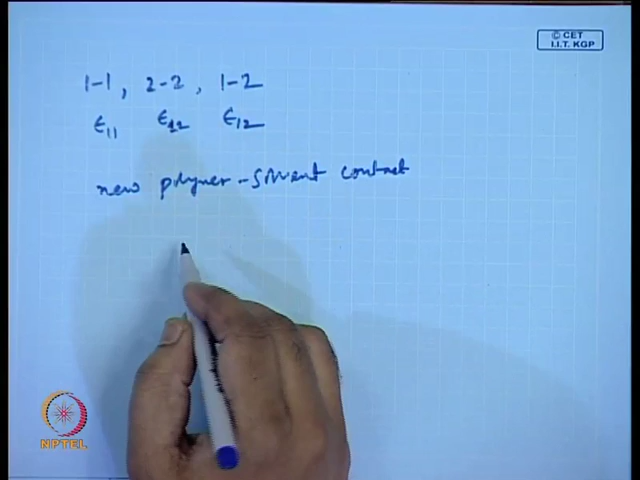 © CET
I.I.T. KGP
1-1, 2-2, 1-2
ϵ₁₁ ϵ₂₂ ϵ₁₂
new polymer-solvent contact
NPTEL